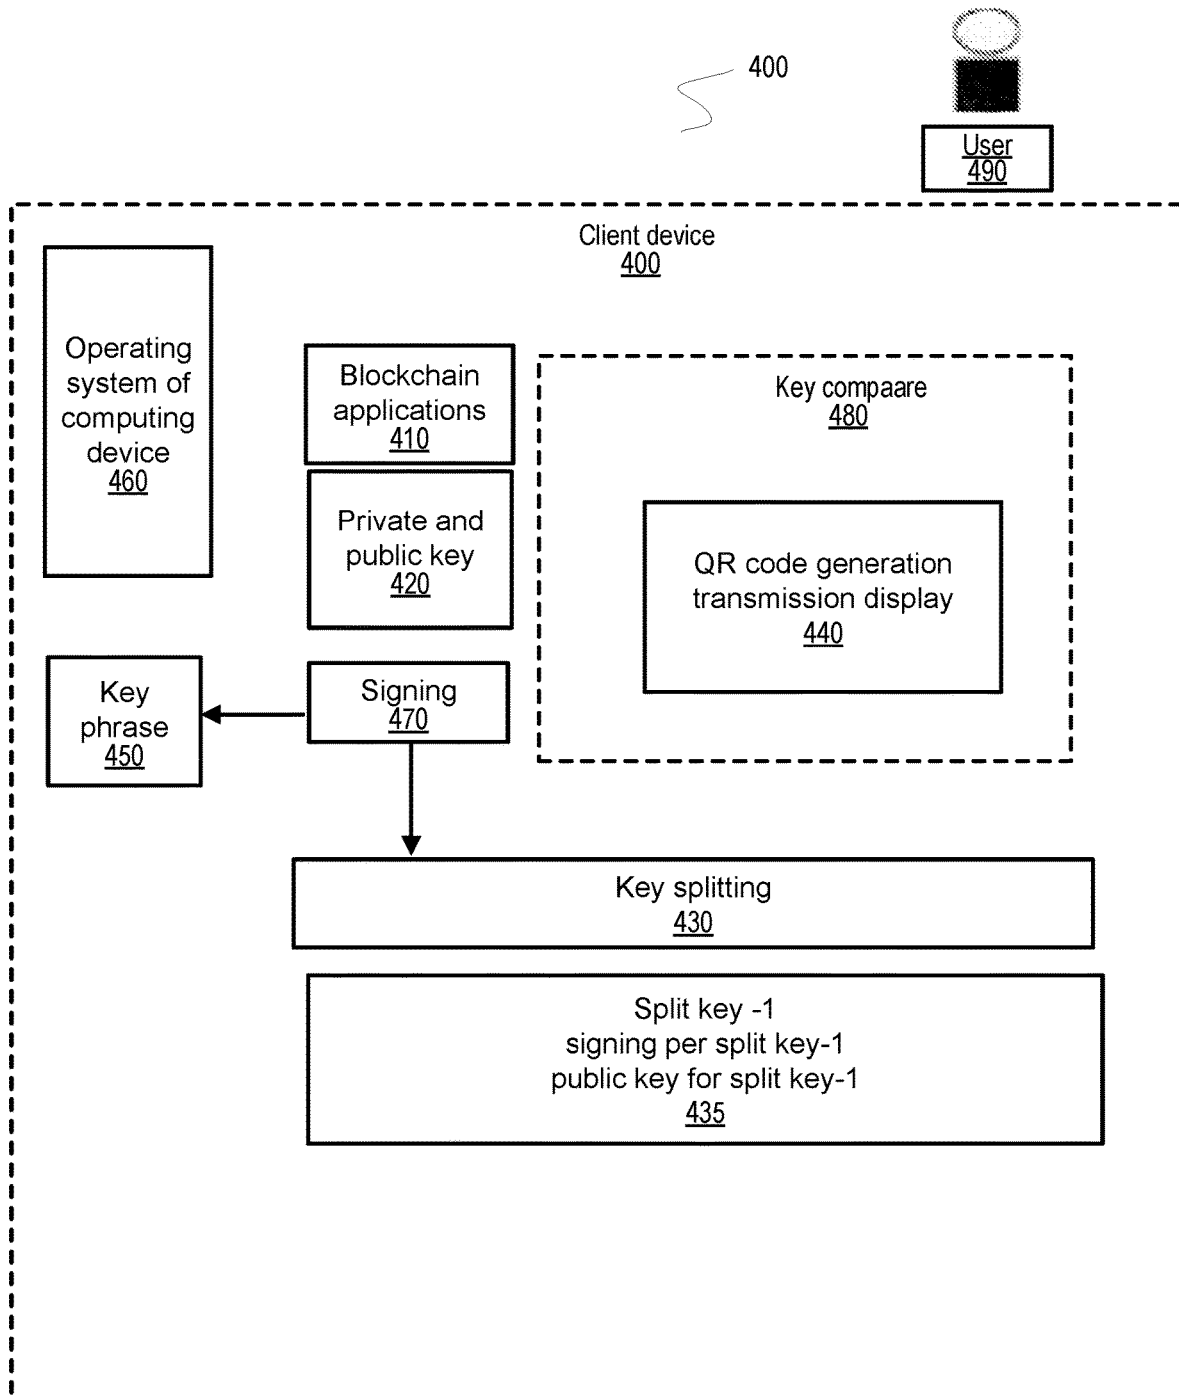 400
User
490
Client device
400
Operating
system of
computing
device
460
Blockchain
applications
410
Key compaare
480
Private and
public key
420
QR code generation
transmission display
440
Key
phrase
450
Signing
470
Key splitting
430
Split key -1
signing per split key-1
public key for split key-1
435